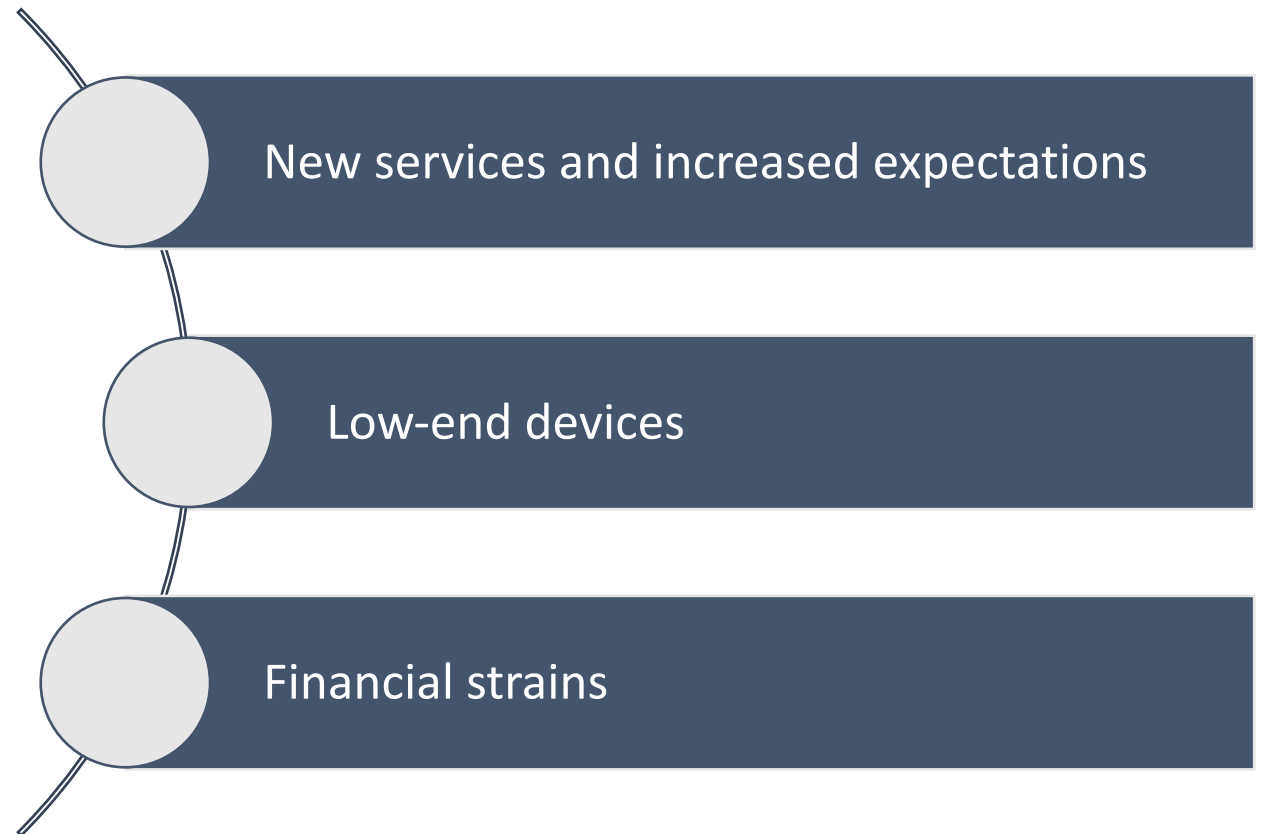 New services and increased expectations
Low-end devices
Financial strains